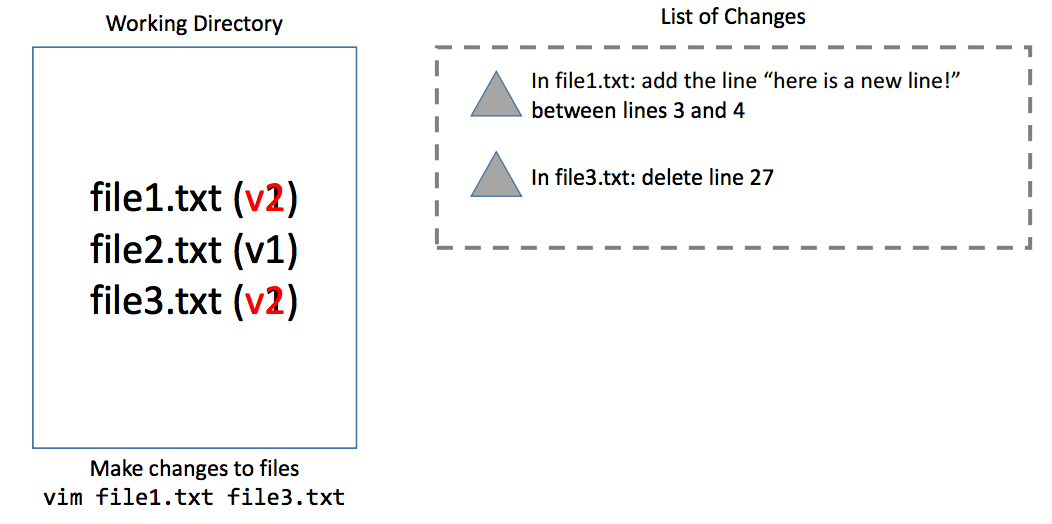 Working Directory
file1.txt (v2)
file2.txt (v1)
file3.txt (v2)
Make changes to files
vim file1.txt file3.txt
List of Changes
In file1.txt: add the line “here is a new line!”
between lines 3 and 4
In file3.txt: delete line 27